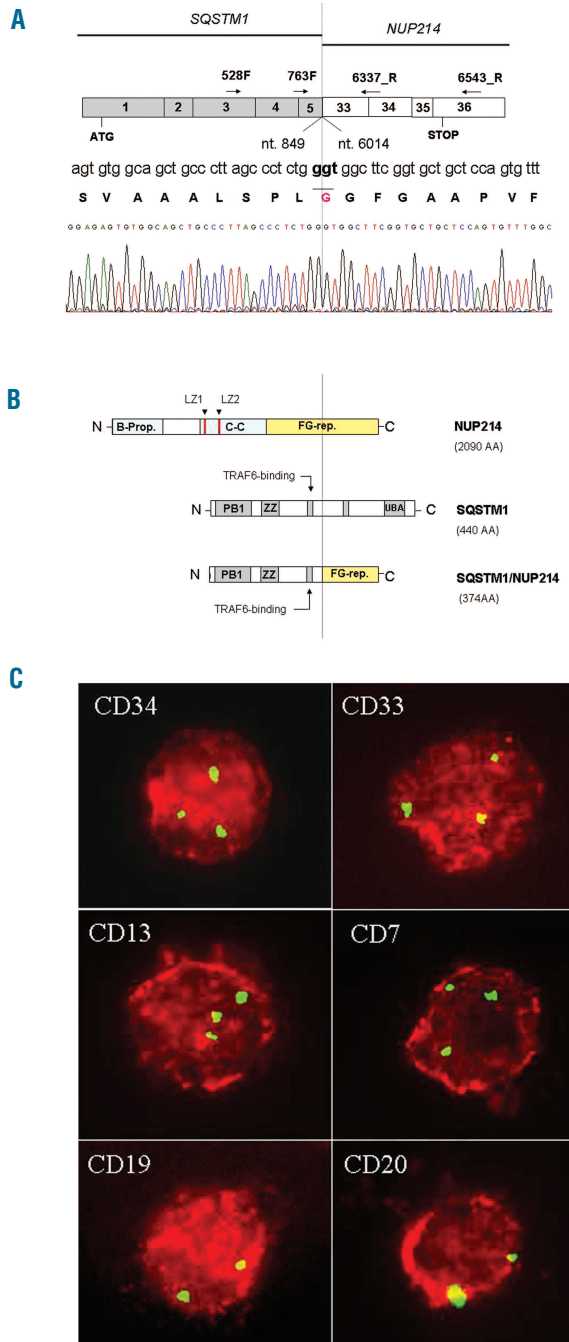 A
SQSTM1 NUP214
528F 763F 6337_R 6543_R
1 2 3 4 5 33 34 35 36
ATG STOP
nt. 849 nt. 6014
agt gtg gca gct gcc ctt agc cct ctg ggt ggc ttc ggt gct gct cca gtg ttt
S V A A A L S P L G G F G A A P V F
GGAGAGTGTGGCAGCTGCCCTTAGCCCTCTGGGTGGCTTCGGTGCTGCTCCAGTGTTTGGC
B
LZ1 LZ2
N B-Prop. C-C FG-rep. C NUP214
(2090 AA)
TRAF6-binding
N PB1 ZZ UBA C SQSTM1
(440 AA)
N PB1 ZZ FG-rep. C SQSTM1/NUP214
(374AA)
TRAF6-binding
C
CD34 CD33
CD13 CD7
CD19 CD20